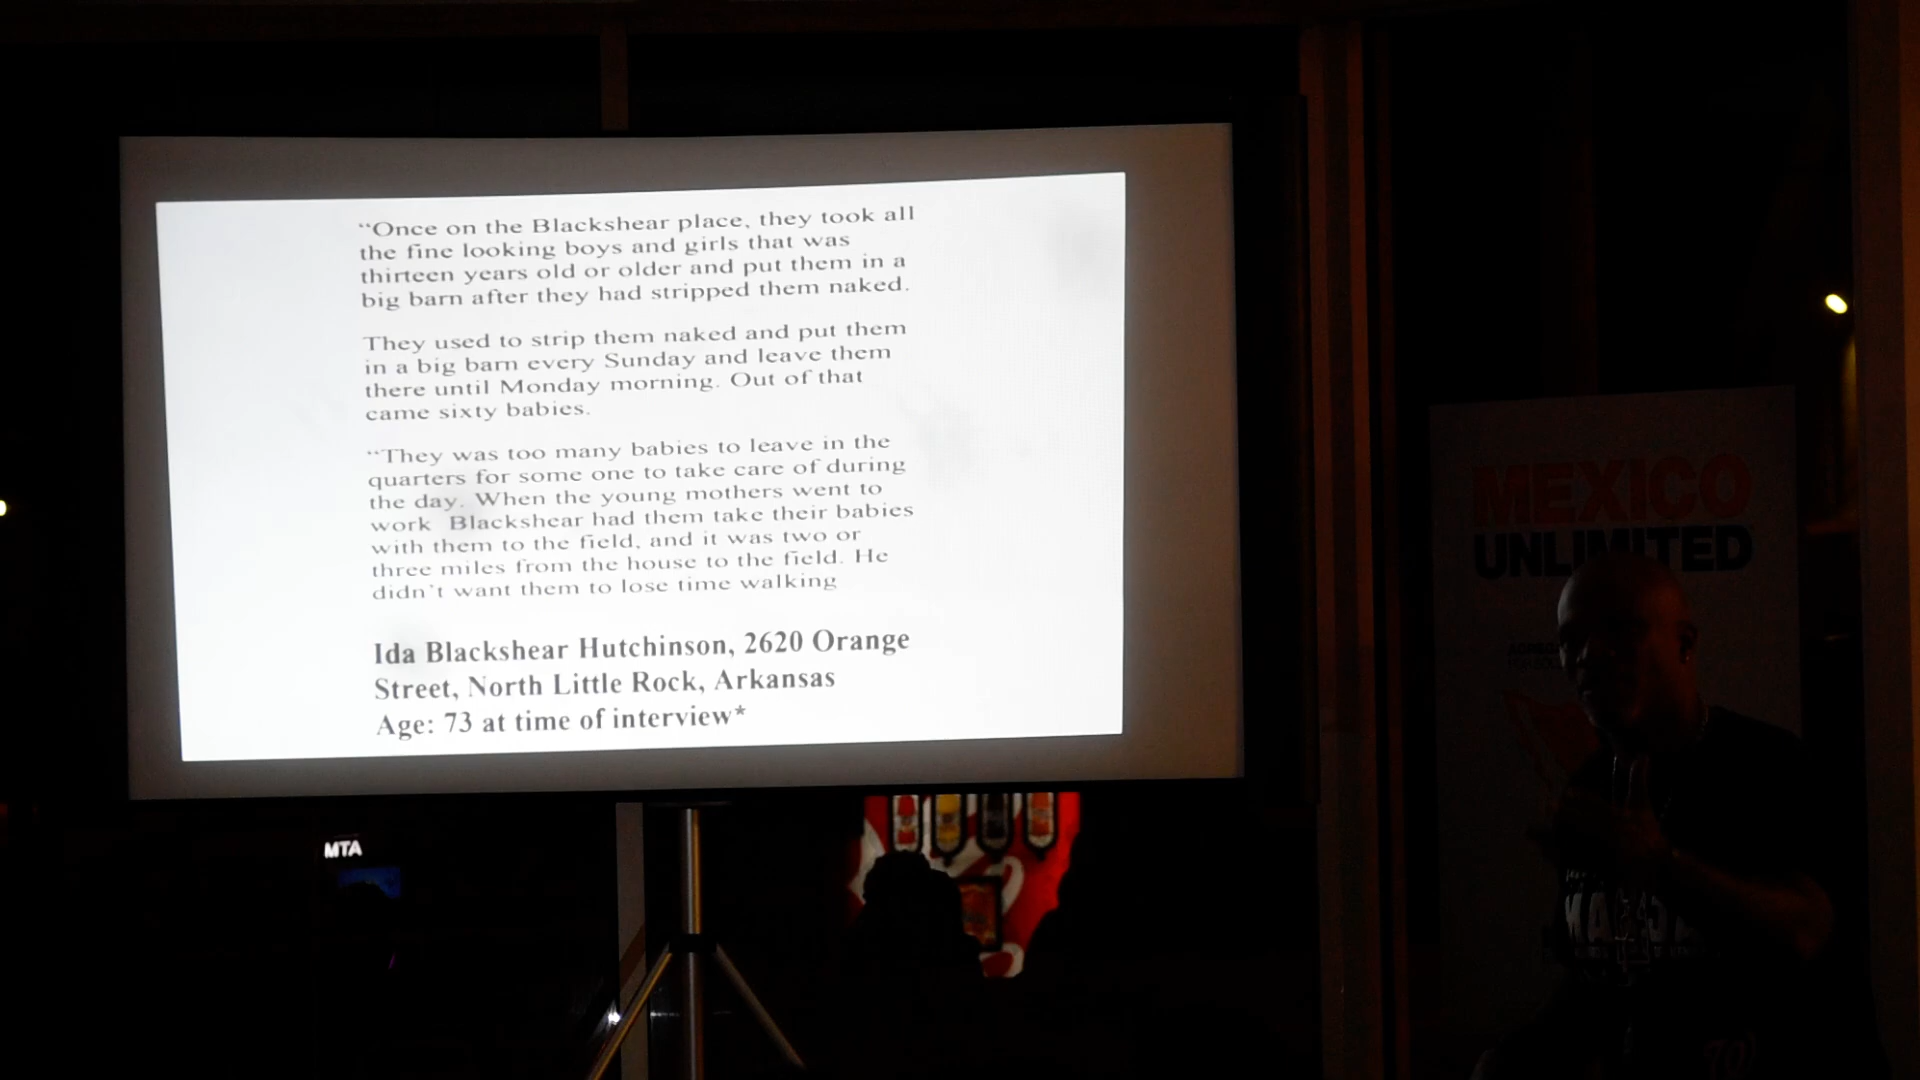 “Once on the Blackshear place, they took all
the fine looking boys and girls that was
thirteen years old or older and put them in a
big barn after they had stripped them naked.
They used to strip them naked and put them
in a big barn every Sunday and leave them
there until Monday morning. Out of that
came sixty babies.
“They was too many babies to leave in the
quarters for some one to take care of during
the day. When the young mothers went to
work Blackshear had them take their babies
with them to the field, and it was two or
three miles from the house to the field. He
didn't want them to lose time walking
Ida Blackshear Hutchinson, 2620 Orange
Street, North Little Rock, Arkansas
Age: 73 at time of interview*
MEXICO
UNLIMITED
MTA